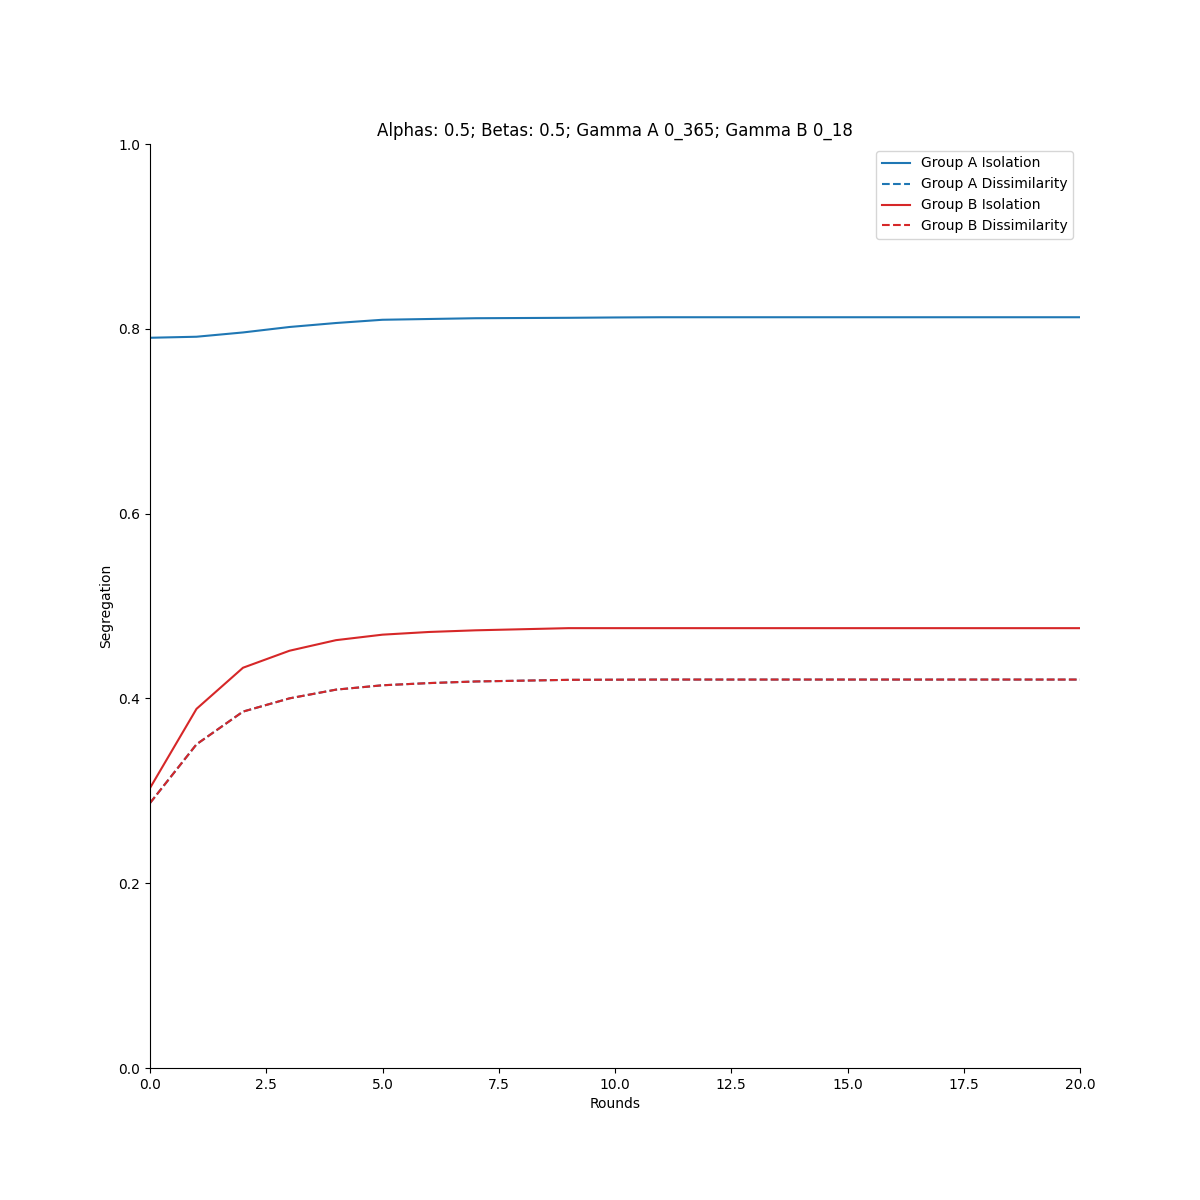 Alphas: 0.5; Betas: 0.5; Gamma A 0_365; Gamma B 0_18
1.0
Group A Isolation
Group A Dissimilarity
Group B Isolation
Group B Dissimilarity
0.8
0.6
Segregation
0.4
0.2
0.0
0.0 2.5 5.0 7.5 10.0 12.5 15.0 17.5 20.0
Rounds